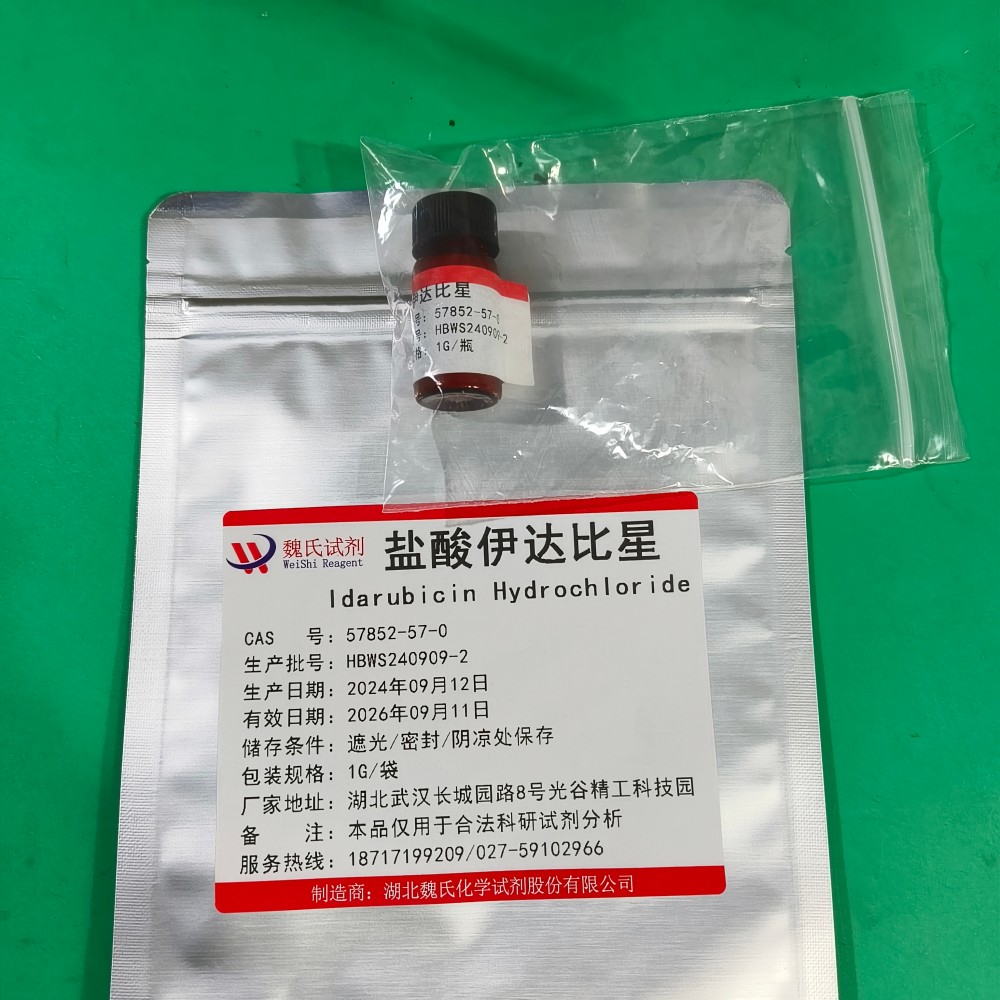 伊达比星
号: 57852-57-0
号: HBWS240909-2
格: 1G/瓶
魏氏试剂
WeiShi Reagent
盐酸伊达比星
Idarubicin Hydrochloride
CAS 号: 57852-57-0
生产批号: HBWS240909-2
生产日期: 2024年09月12日
有效日期: 2026年09月11日
储存条件: 遮光/密封/阴凉处保存
包装规格: 1G/袋
厂家地址: 湖北武汉长城园路8号光谷精工科技园
备 注: 本品仅用于合法科研试剂分析
服务热线: 18717199209/027-59102966
制造商: 湖北魏氏化学试剂股份有限公司